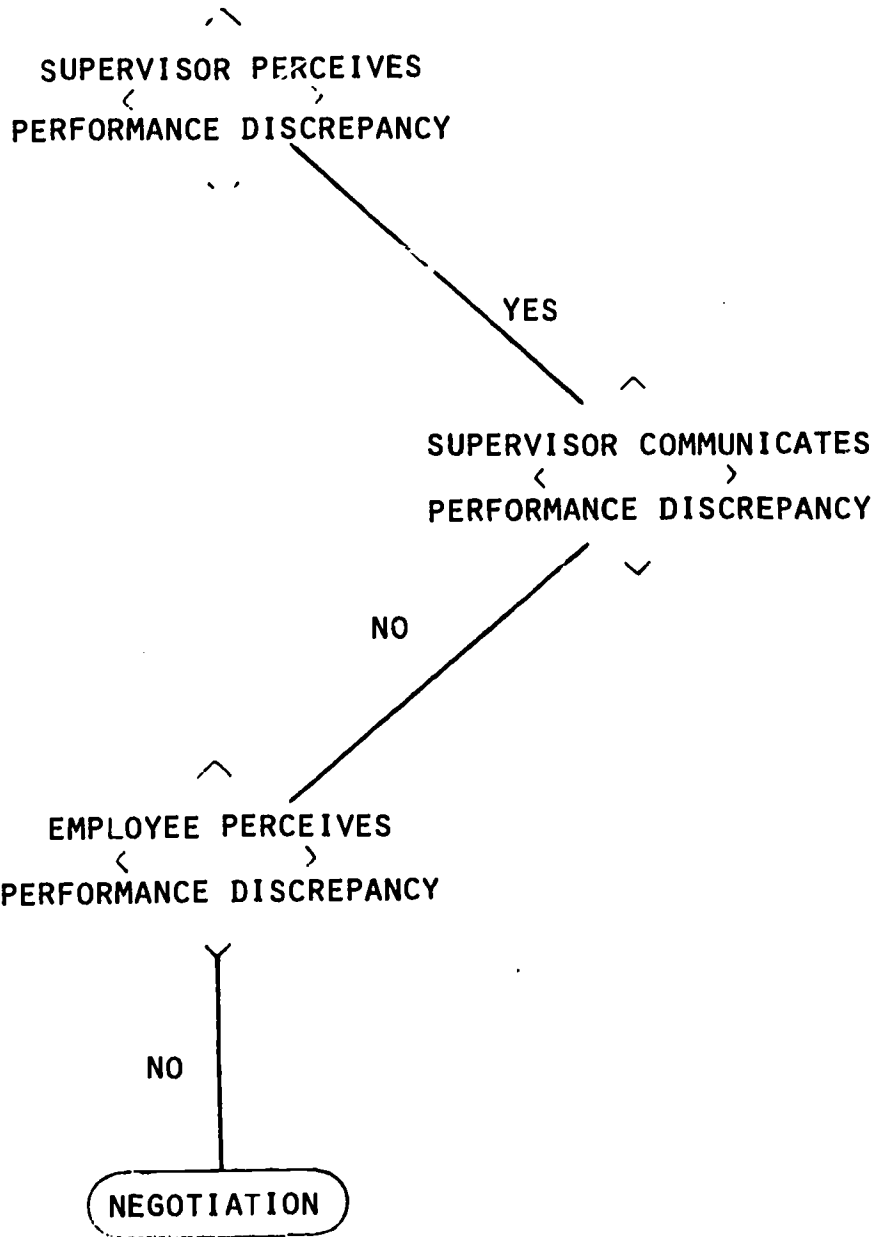 SUPERVISOR PERCEIVES
PERFORMANCE DISCREPANCY
YES
SUPERVISOR COMMUNICATES
PERFORMANCE DISCREPANCY
NO
EMPLOYEE PERCEIVES
PERFORMANCE DISCREPANCY
NO
NEGOTIATION